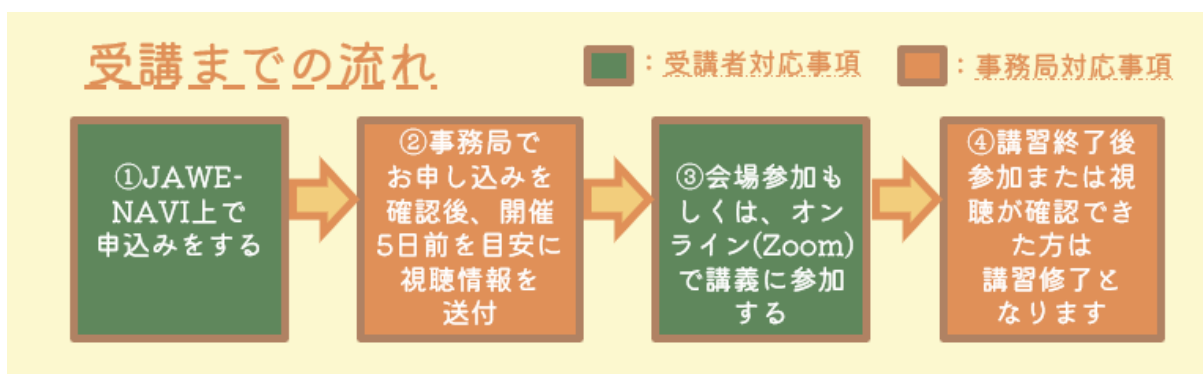 受講までの流れ
：受講者対応事項
：事務局対応事項
①JAWE-
NAVI上で
申込みをする
②事務局で
お申し込みを
確認後、開催
5日前を目安に
視聴情報を
送付
③会場参加も
しくは、オン
ライン(Zoom)
で講義に参加
する
④講習終了後
参加または視
聴が確認でき
た方は
講習修了と
なります